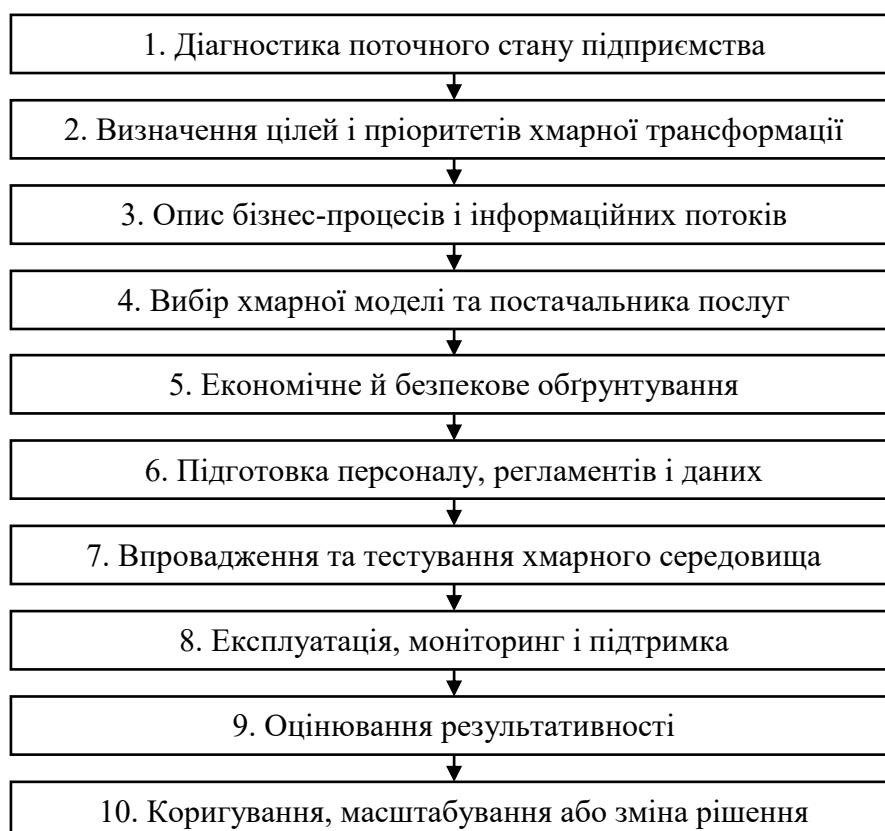 1. Діагностика поточного стану підприємства
2. Визначення цілей і пріоритетів хмарної трансформації
3. Опис бізнес-процесів і інформаційних потоків
4. Вибір хмарної моделі та постачальника послуг
5. Економічне й безпекове обґрунтування
6. Підготовка персоналу, регламентів і даних
7. Впровадження та тестування хмарного середовища
8. Експлуатація, моніторинг і підтримка
9. Оцінювання результативності
10. Коригування, масштабування або зміна рішення